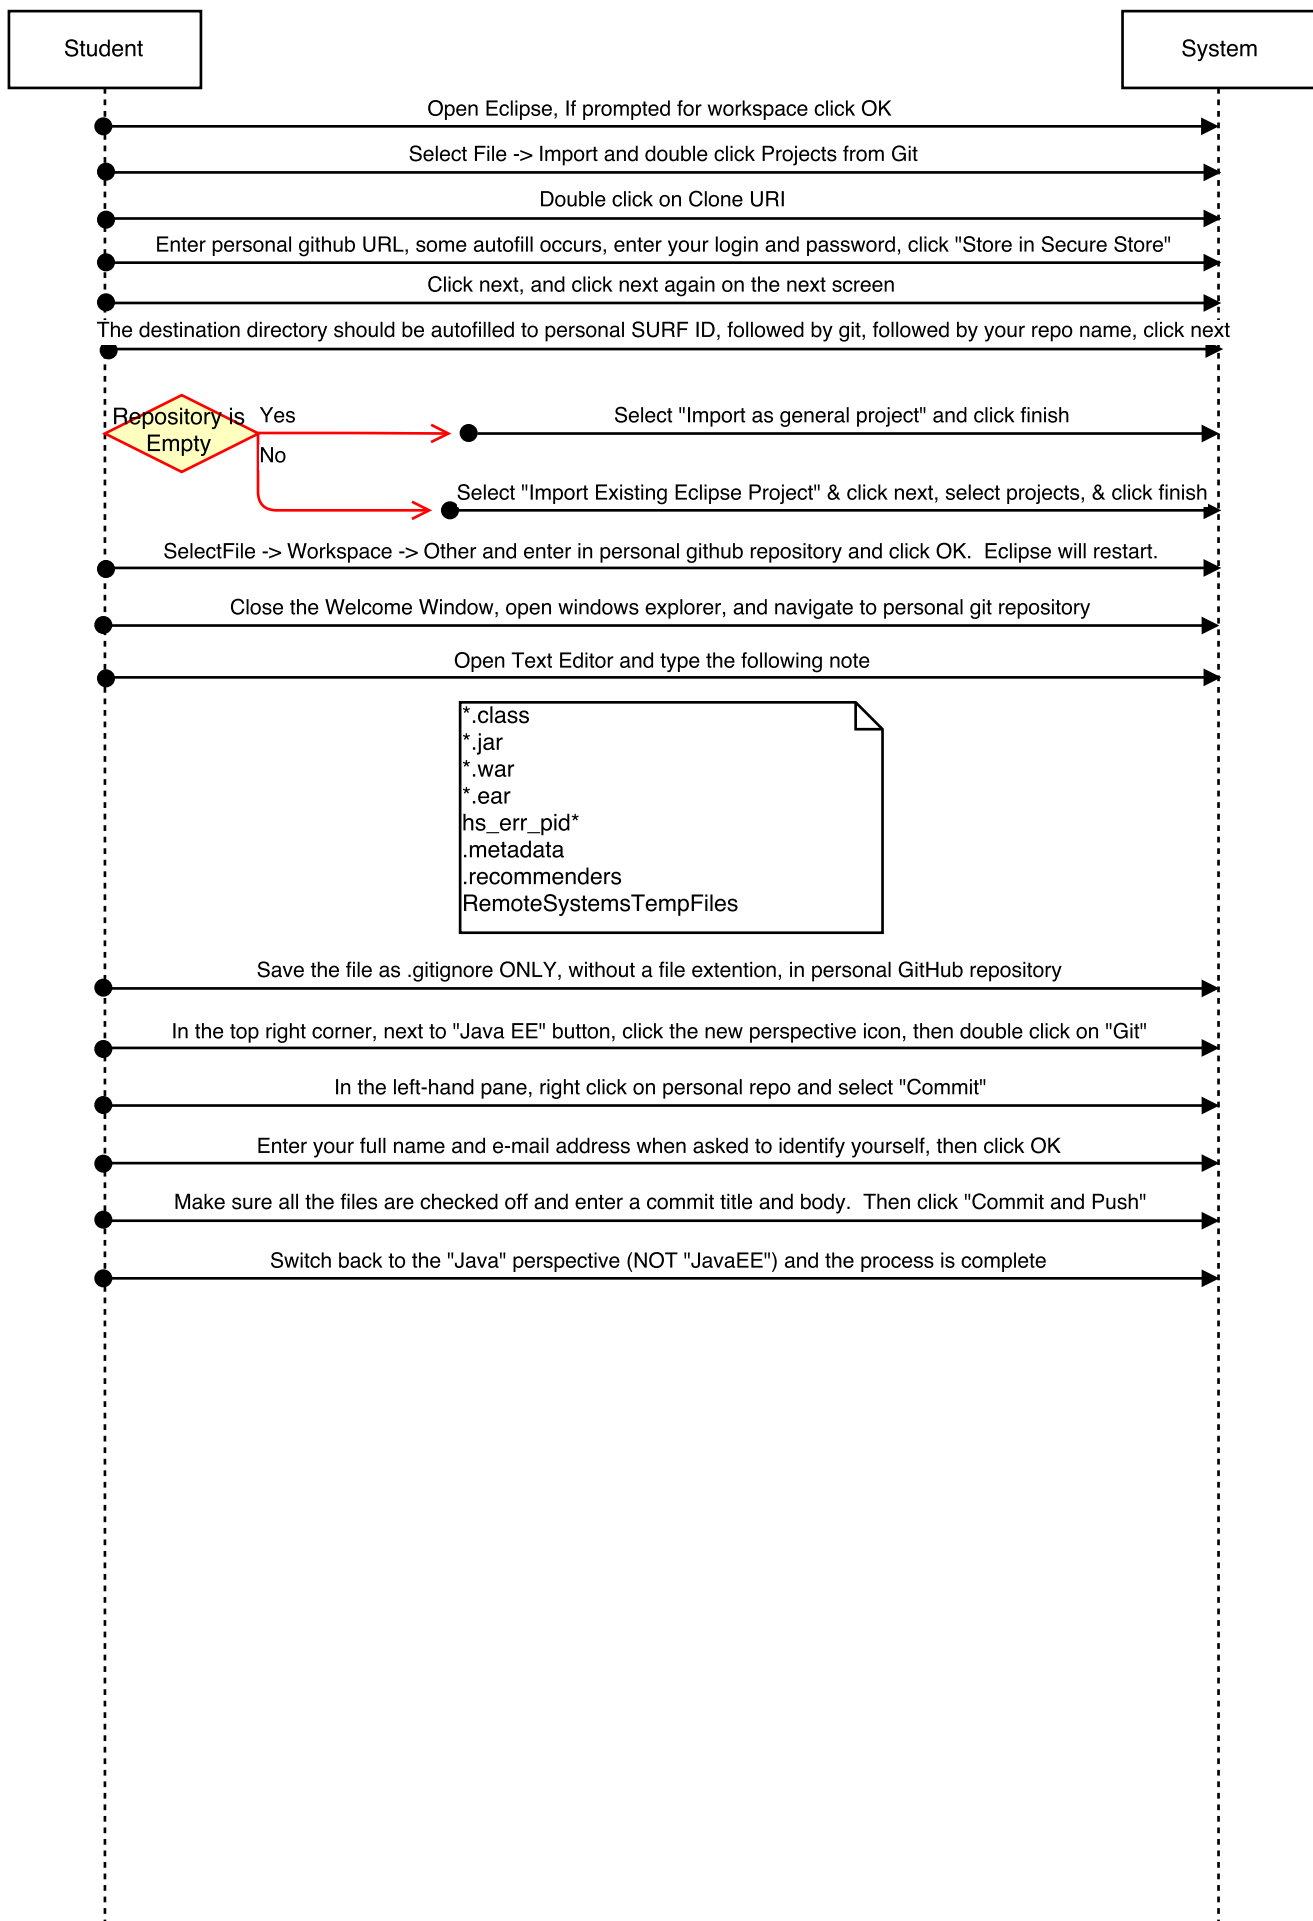 Student
System
Open Eclipse, If prompted for workspace click OK
Select File -> Import and double click Projects from Git
Double click on Clone URI
Enter personal github URL, some autofill occurs, enter your login and password, click "Store in Secure Store"
Click next, and click next again on the next screen
The destination directory should be autofilled to personal SURF ID, followed by git, followed by your repo name, click next
Repository is
Empty
Yes
Select "Import as general project" and click finish
No
Select "Import Existing Eclipse Project" & click next, select projects, & click finish
SelectFile -> Workspace -> Other and enter in personal github repository and click OK.  Eclipse will restart.
Close the Welcome Window, open windows explorer, and navigate to personal git repository
Open Text Editor and type the following note
*.class
*.jar
*.war
*.ear
hs_err_pid*
.metadata
.recommenders
RemoteSystemsTempFiles
Save the file as .gitignore ONLY, without a file extention, in personal GitHub repository
In the top right corner, next to "Java EE" button, click the new perspective icon, then double click on "Git"
In the left-hand pane, right click on personal repo and select "Commit"
Enter your full name and e-mail address when asked to identify yourself, then click OK
Make sure all the files are checked off and enter a commit title and body.  Then click "Commit and Push"
Switch back to the "Java" perspective (NOT "JavaEE") and the process is complete